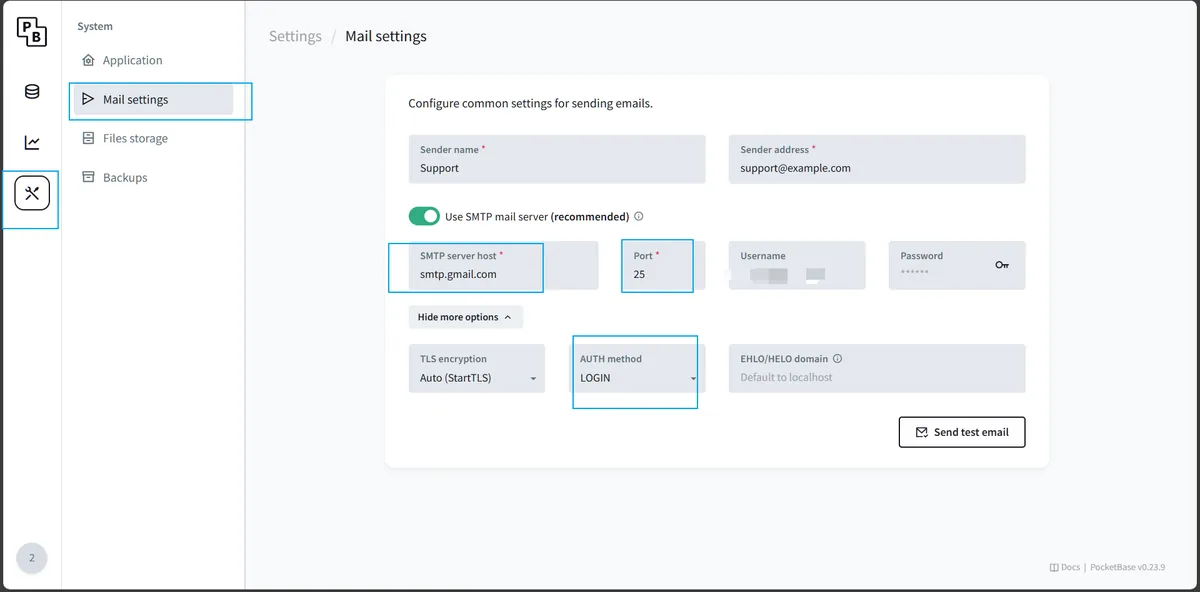 P
B
System
Application
Mail settings
Files storage
Backups
2
Settings / Mail settings
Configure common settings for sending emails.
Sender name *
Support
Sender address *
support@example.com
Use SMTP mail server (recommended)
SMTP server host *
smtp.gmail.com
Port *
25
Username
Password
******
Hide more options
TLS encryption
Auto (StartTLS)
AUTH method
LOGIN
EHLO/HELO domain
Default to localhost
Send test email
Docs | PocketBase v0.23.9